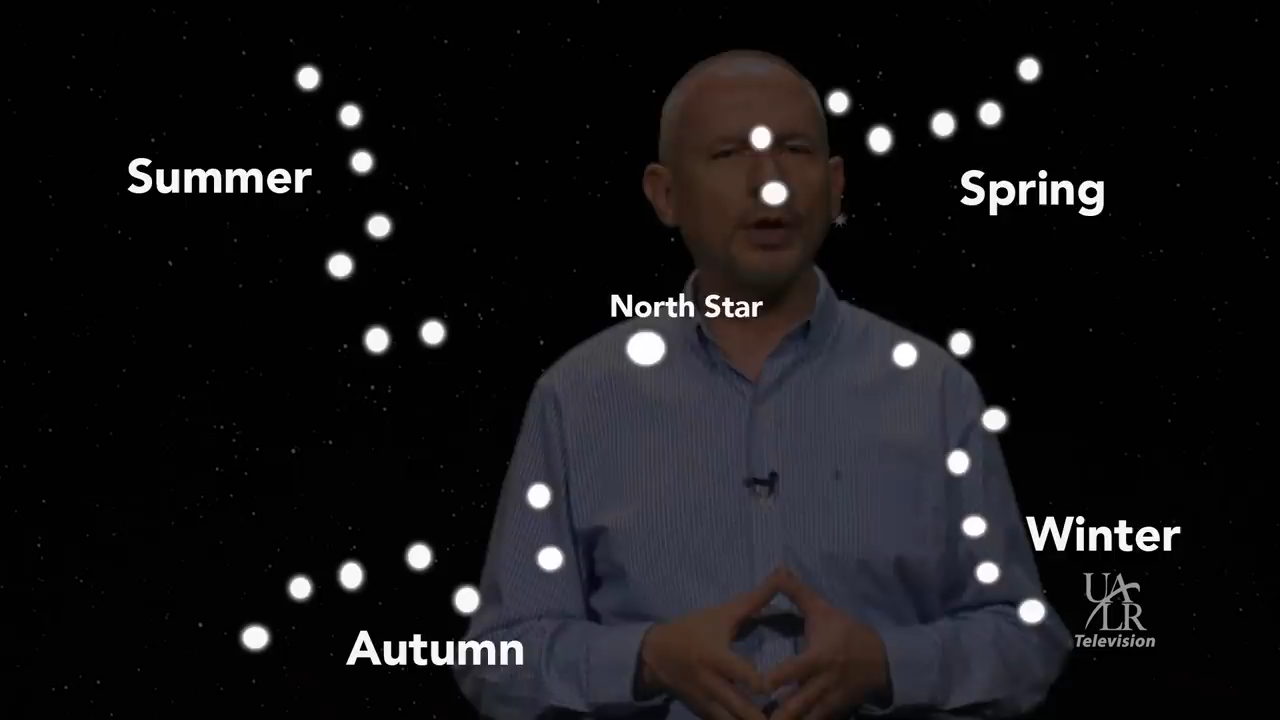 Summer
Spring
North Star
Winter
UALR
Television
Autumn